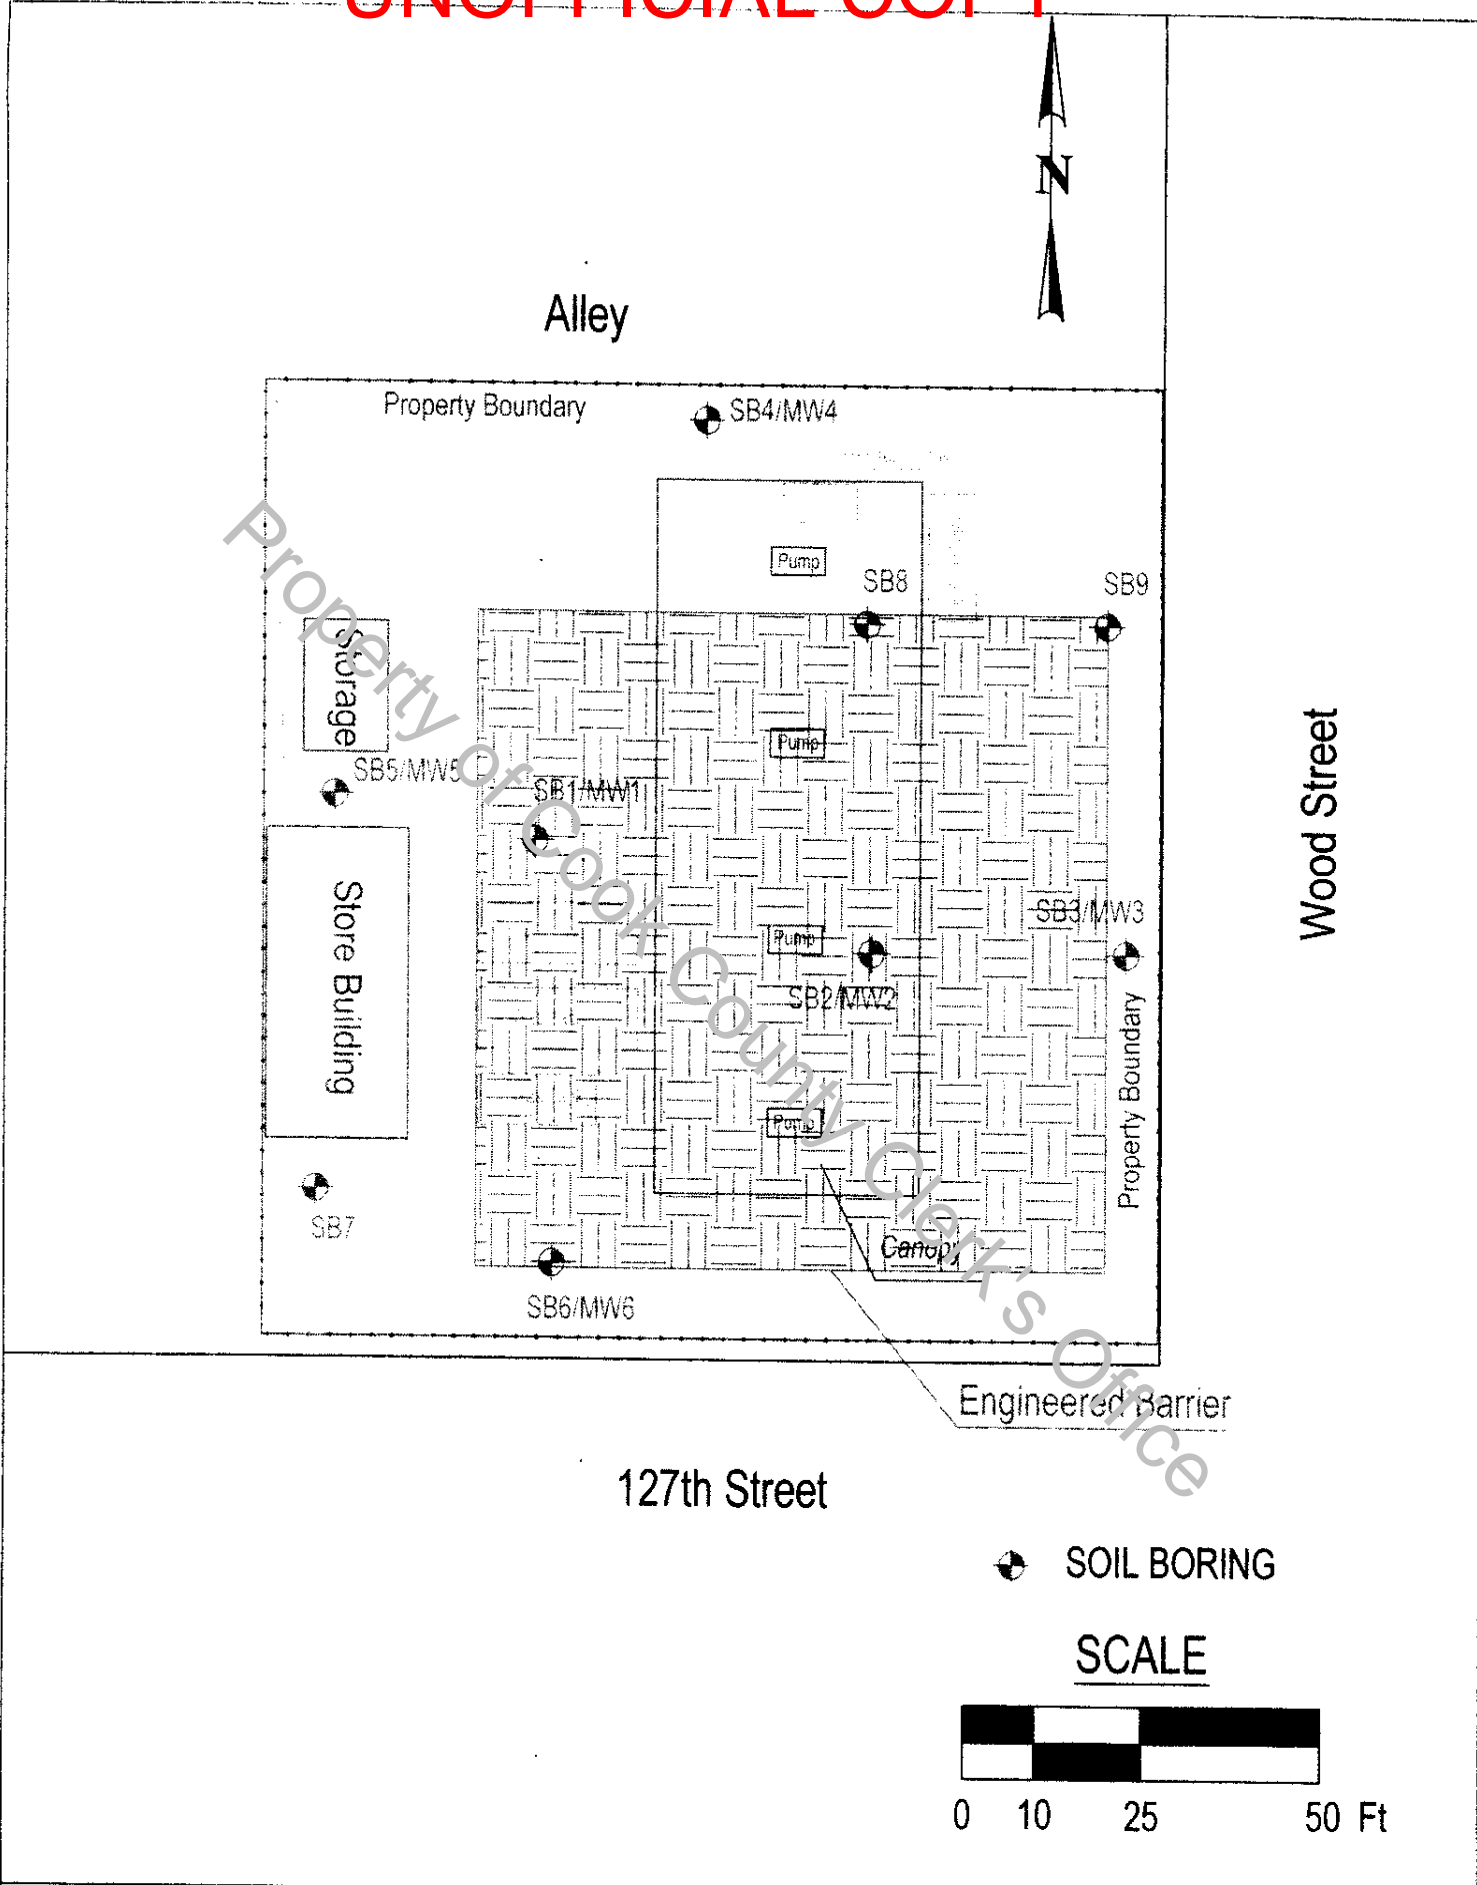 UNOFFICIAL COPY
N
Alley
Property Boundary
SB4/MW4
Pump
SB8
SB9
Storage
Pump
SB5/MW5
SB1/MW1
Wood Street
Store Building
SB3/MW3
Pump
SB2/MW2
Property Boundary
Pump
SB7
Canopy
SB6/MW6
Engineered Barrier
127th Street
Property of Cook County Clerk's Office
SOIL BORING
SCALE
0 10 25 50 Ft